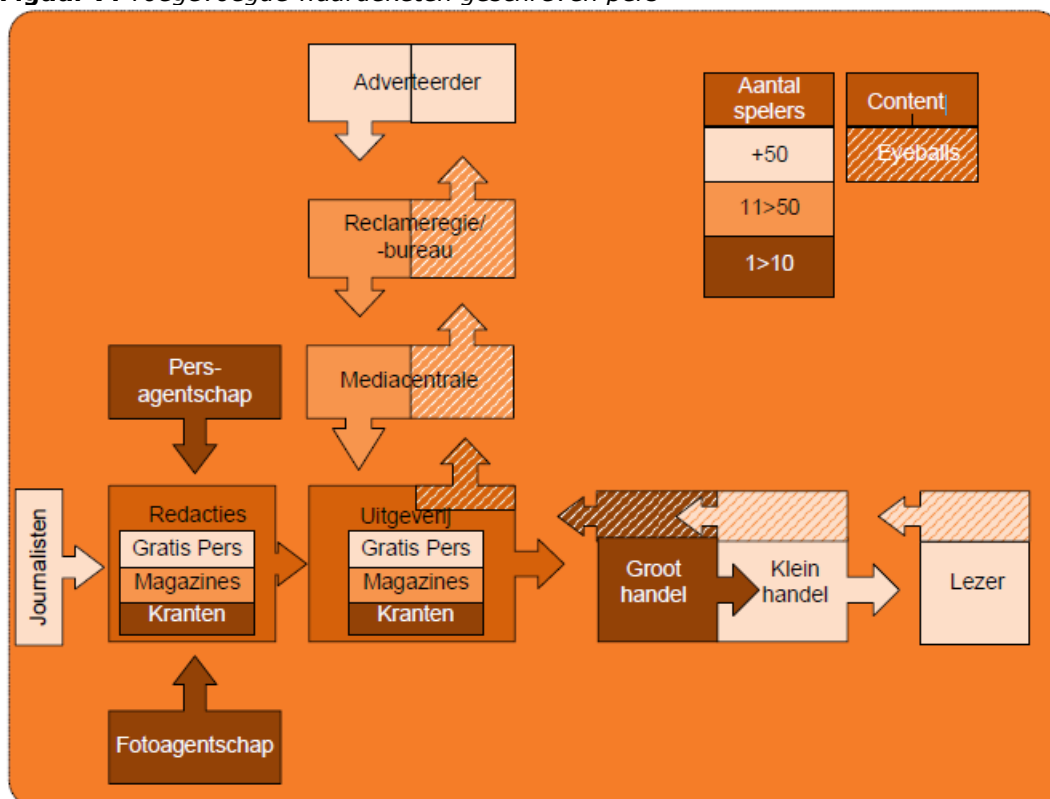 Adverteerder
Aantal
spelers
Content
+50
Eyeballs
11>50
1>10
Reclameregie/
-bureau
Mediacentrale
Pers-
agentschap
Journalisten
Redacties
Gratis Pers
Magazines
Kranten
Uitgeverij
Gratis Pers
Magazines
Kranten
Groot
handel
Klein
handel
Lezer
Fotoagentschap